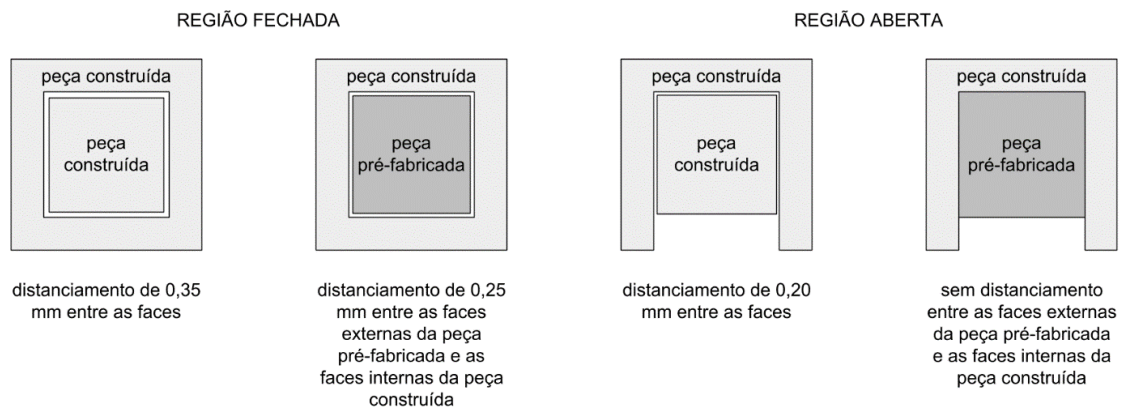 REGIÃO FECHADA
REGIÃO ABERTA
peça construída
peça
construída
peça construída
peça
pré-fabricada
peça construída
peça
construída
peça construída
peça
pré-fabricada
distanciamento de 0,35
mm entre as faces
distanciamento de 0,25
mm entre as faces
externas da peça
pré-fabricada e as
faces internas da peça
construída
distanciamento de 0,20
mm entre as faces
sem distanciamento
entre as faces externas
da peça pré-fabricada
e as faces internas da
peça construída